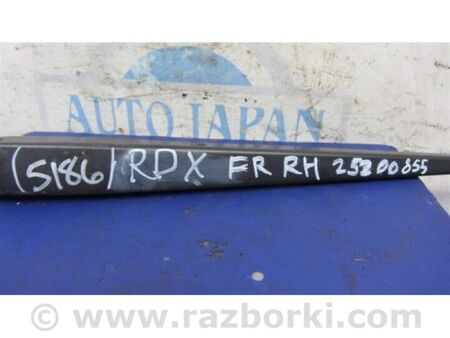 AUTO JAPAN
(5186) RDX FR RH 25200855
© www.razborki.com